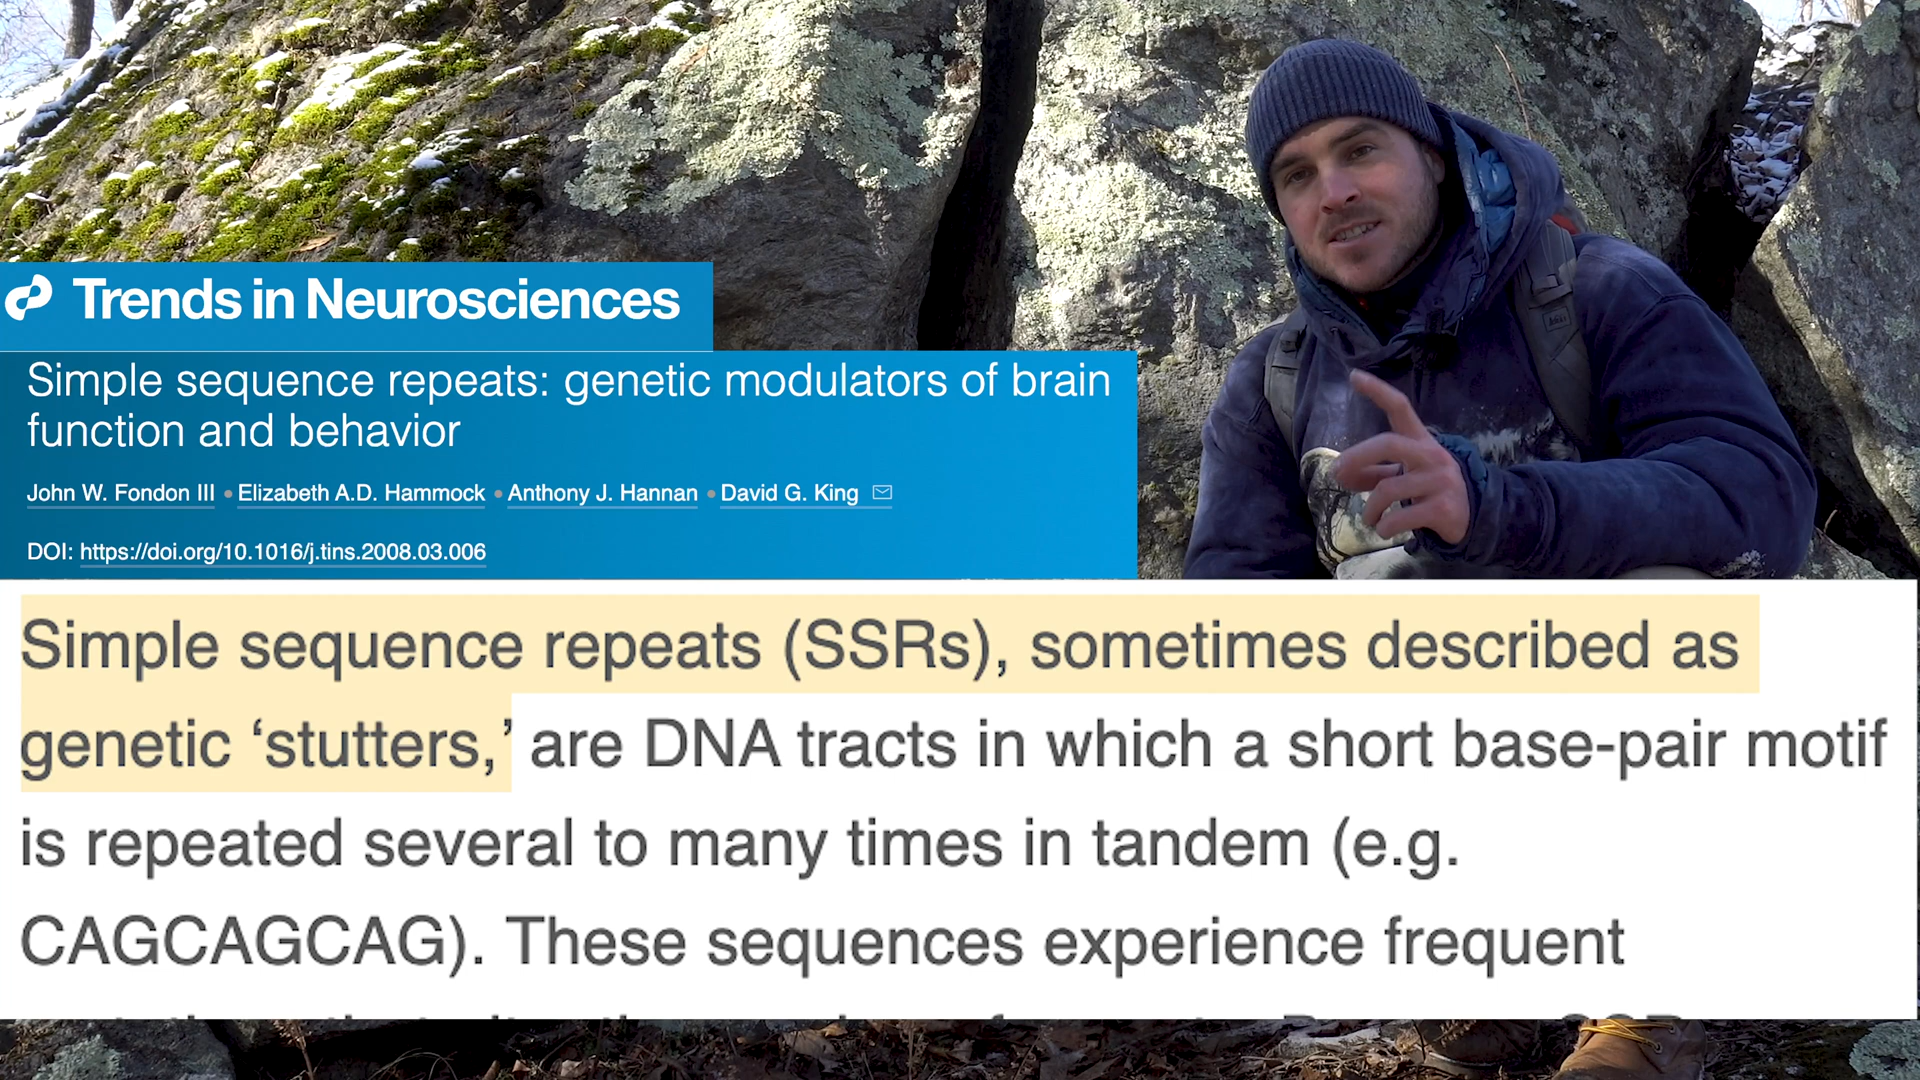 Trends in Neurosciences
Simple sequence repeats: genetic modulators of brain
function and behavior
John W. Fondon III • Elizabeth A.D. Hammock • Anthony J. Hannan • David G. King
DOI: https://doi.org/10.1016/j.tins.2008.03.006
Simple sequence repeats (SSRs), sometimes described as
genetic ‘stutters,’ are DNA tracts in which a short base-pair motif
is repeated several to many times in tandem (e.g.
CAGCAGCAG). These sequences experience frequent